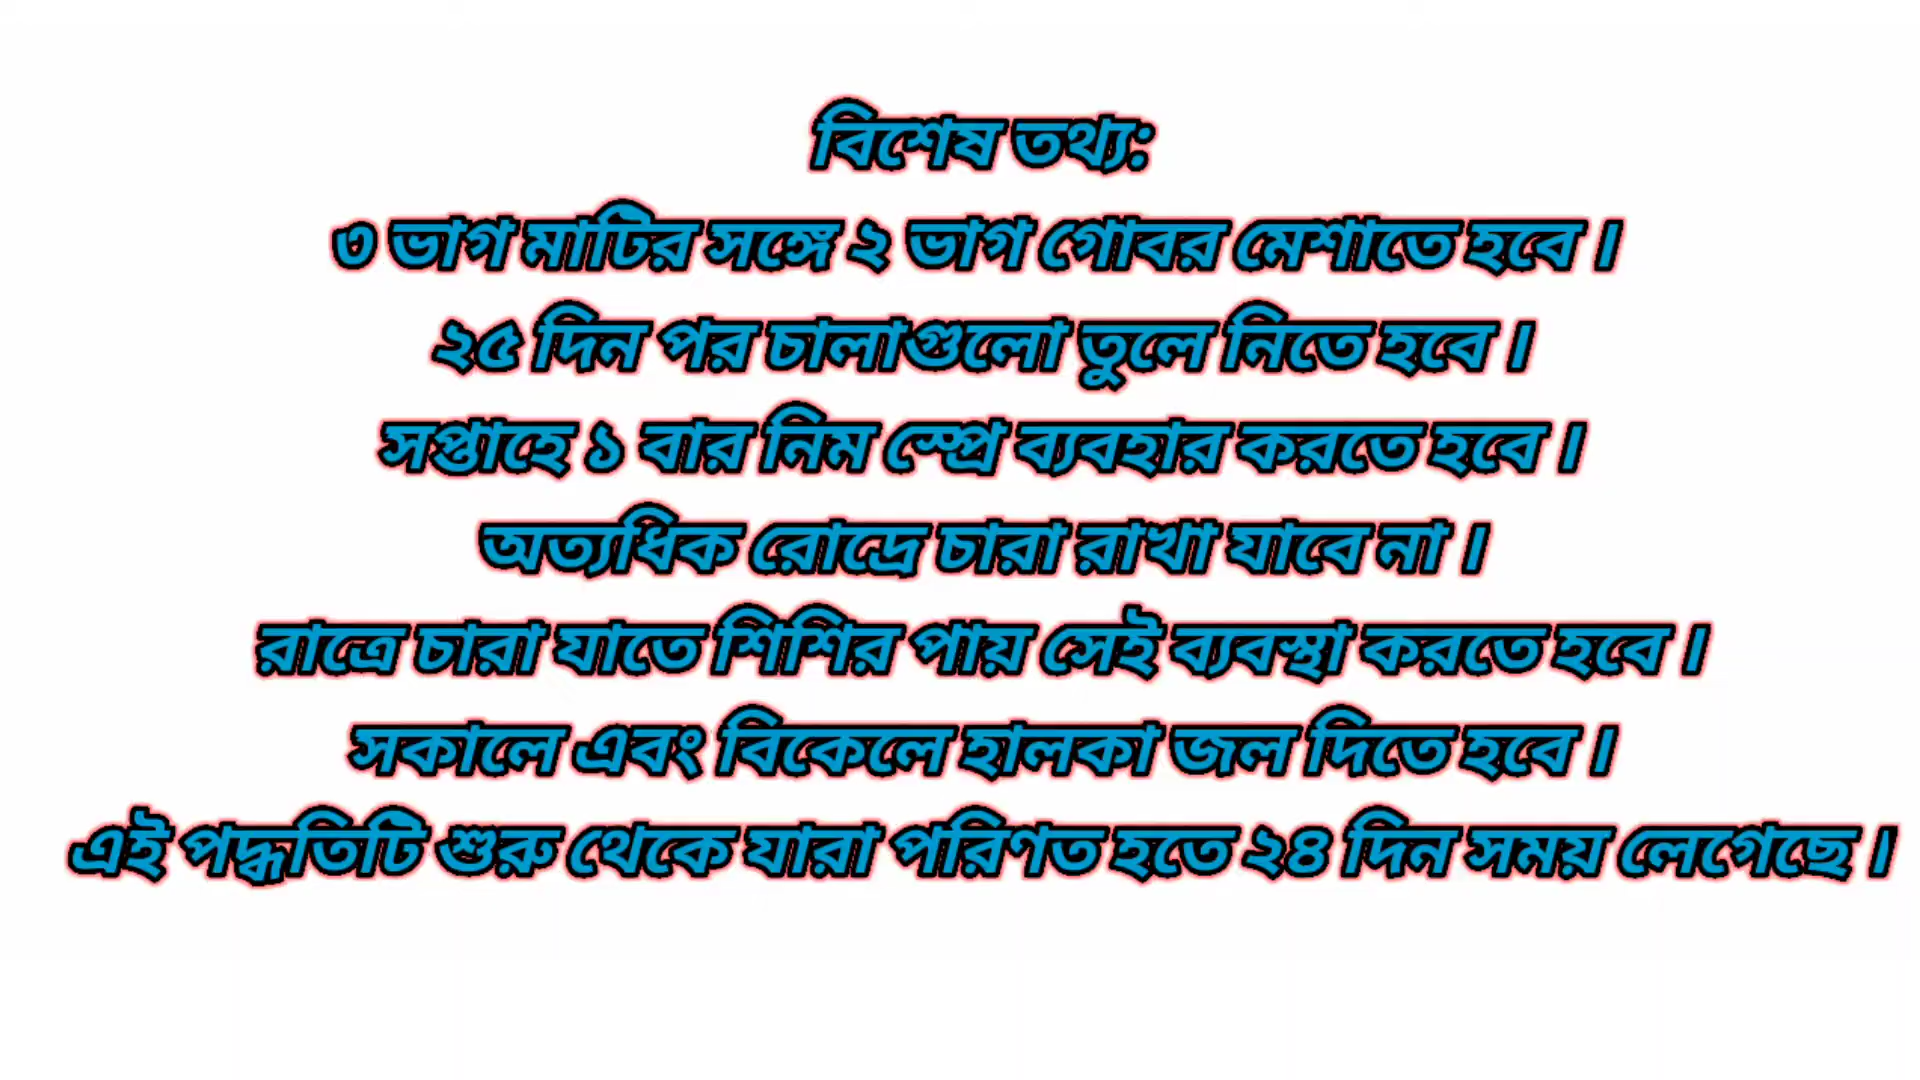 বিশেষ তথ্য:
৩ ভাগ মাটির সঙ্গে ২ ভাগ গোবর মেশাতে হবে ।
২৫ দিন পর চালাগুলো তুলে নিতে হবে ।
সপ্তাহে ১ বার নিম স্প্রে ব্যবহার করতে হবে ।
অত্যধিক রোদ্রে চারা রাখা যাবে না ।
রাত্রে চারা যাতে শিশির পায় সেই ব্যবস্থা করতে হবে ।
সকালে এবং বিকেলে হালকা জল দিতে হবে ।
এই পদ্ধতিটি শুরু থেকে যারা পরিণত হতে ২৪ দিন সময় লেগেছে ।